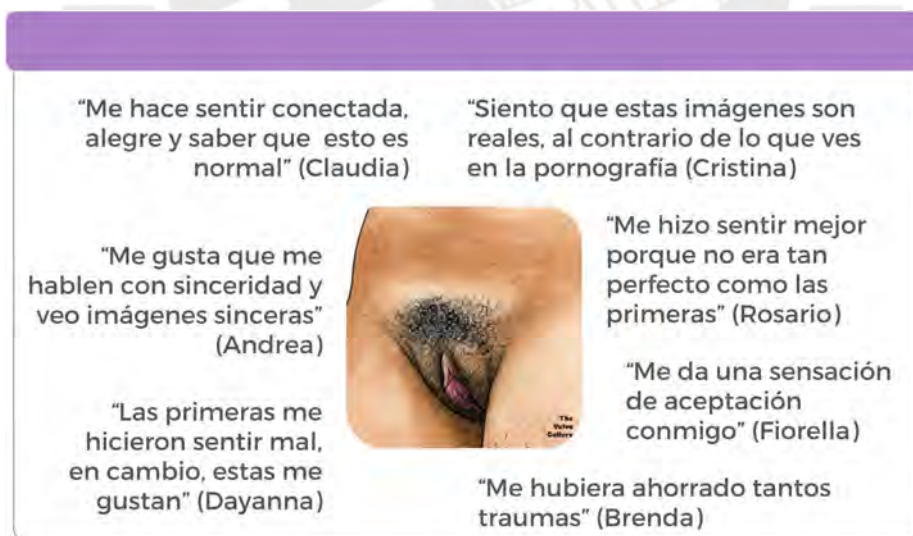 “Me hace sentir conectada,
alegre y saber que esto es
normal” (Claudia)
“Siento que estas imágenes son
reales, al contrario de lo que ves
en la pornografía (Cristina)
“Me gusta que me
hablen con sinceridad y
veo imágenes sinceras”
(Andrea)
“Me hizo sentir mejor
porque no era tan
perfecto como las
primeras” (Rosario)
“Las primeras me
hicieron sentir mal,
en cambio, estas me
gustan” (Dayanna)
“Me da una sensación
de aceptación
conmigo” (Fiorella)
“Me hubiera ahorrado tantos
traumas” (Brenda)
The
Vulva
Gallery